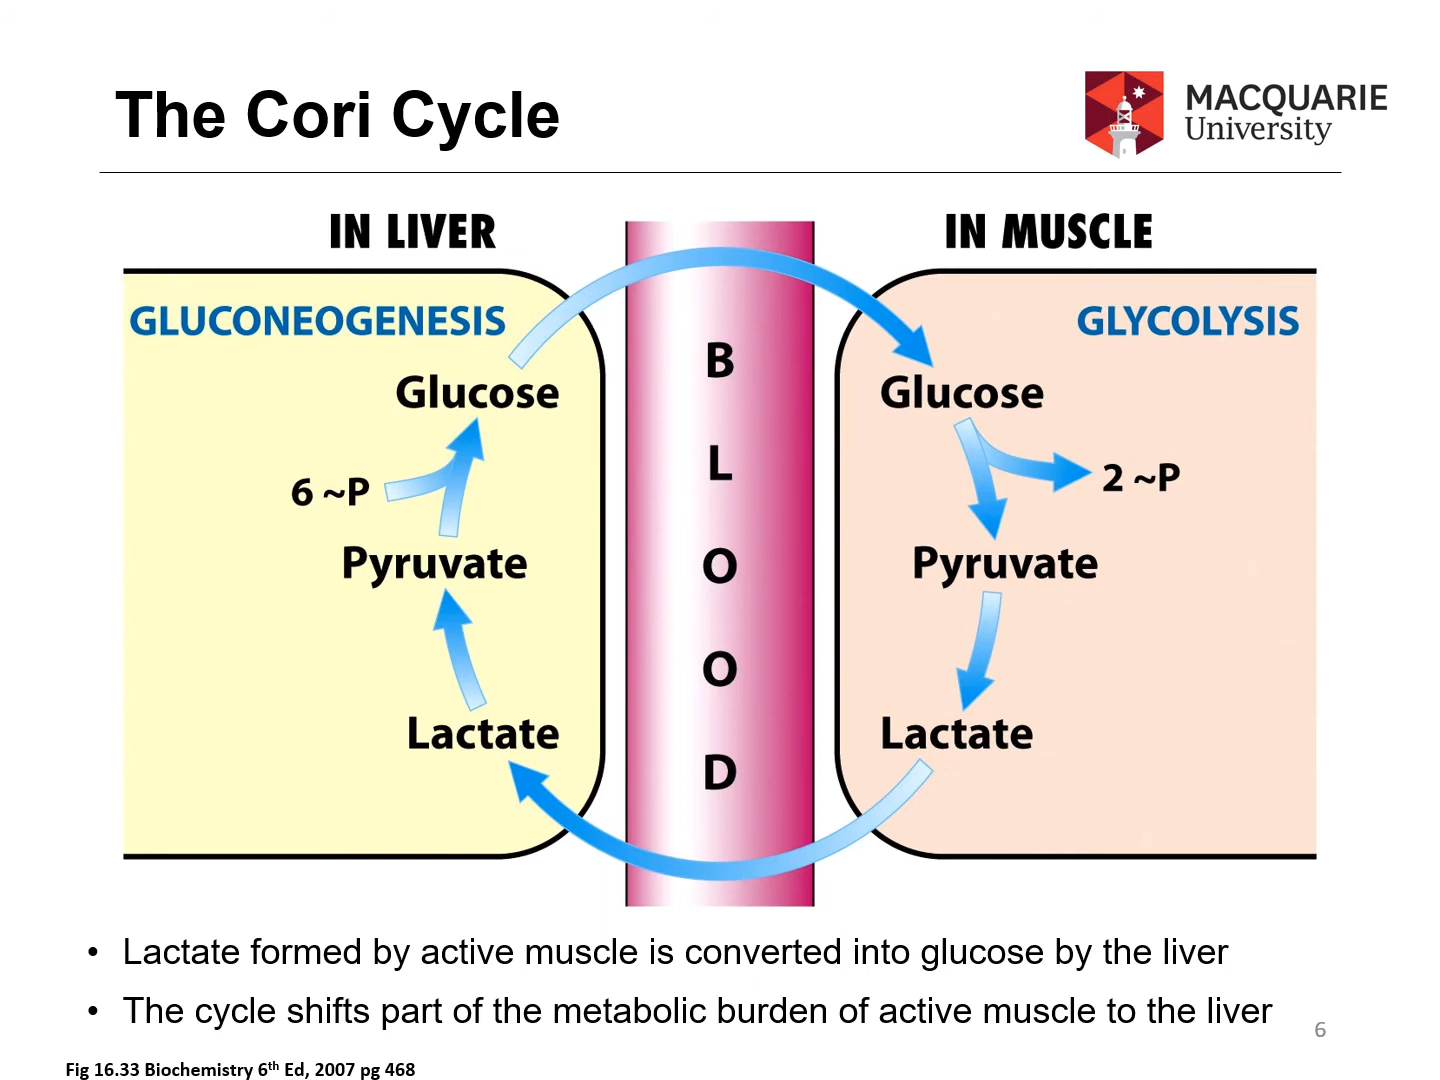 The Cori Cycle
MACQUARIE
University
IN LIVER
IN MUSCLE
GLUCONEOGENESIS
GLYCOLYSIS
Glucose
6 ~P
Pyruvate
Lactate
BLOOD
Glucose
2 ~P
Pyruvate
Lactate
• Lactate formed by active muscle is converted into glucose by the liver
• The cycle shifts part of the metabolic burden of active muscle to the liver
6
Fig 16.33 Biochemistry 6th Ed, 2007 pg 468